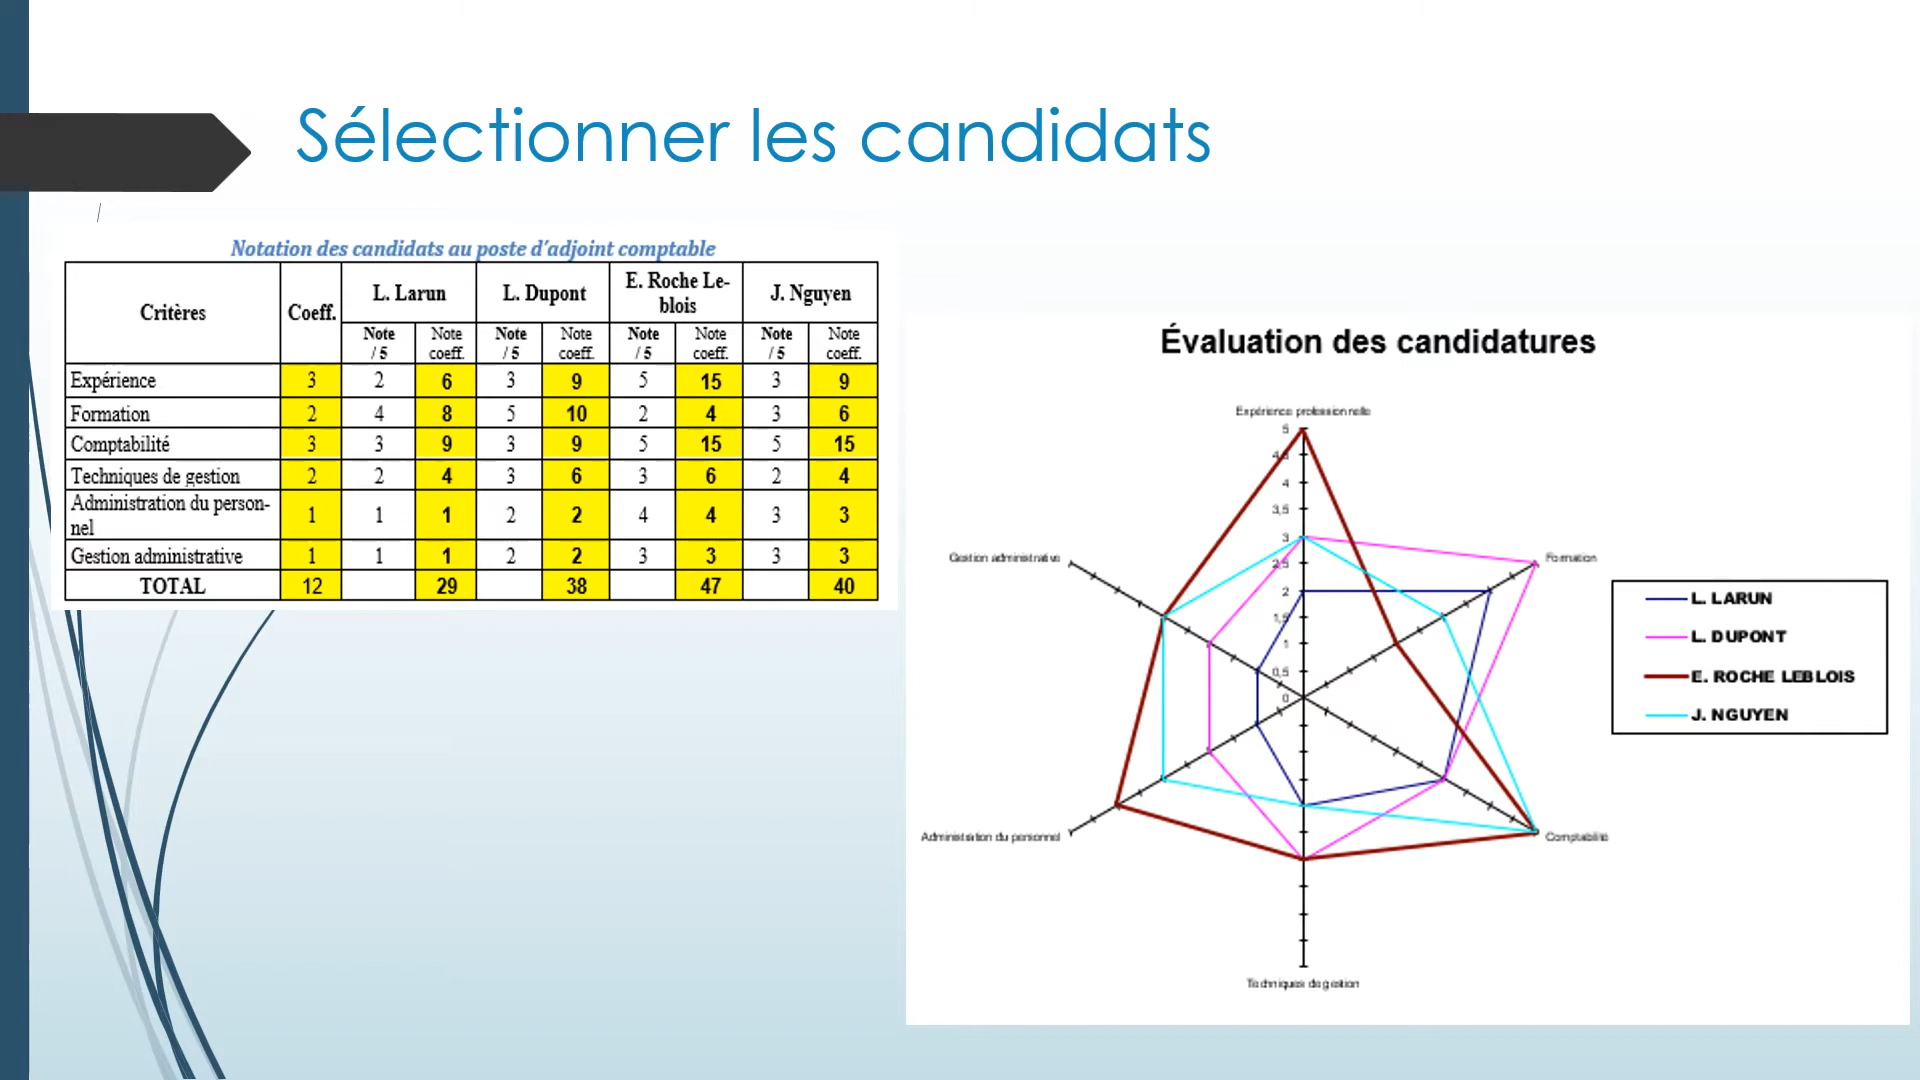 Sélectionner les candidats
/
Notation des candidats au poste d'adjoint comptable
Critères Coeff. L. Larun L. Dupont E. Roche Le-blois J. Nguyen
Note / 5 Note coeff. Note / 5 Note coeff. Note / 5 Note coeff. Note / 5 Note coeff.
Expérience 3 2 6 3 9 5 15 3 9
Formation 2 4 8 5 10 2 4 3 6
Comptabilité 3 3 9 3 9 5 15 5 15
Techniques de gestion 2 2 4 3 6 3 6 2 4
Administration du person-nel 1 1 1 2 2 4 4 3 3
Gestion administrative 1 1 1 2 2 3 3 3 3
TOTAL 12 29 38 47 40
Évaluation des candidatures
Expérience professionnelle
5
4,5
4
3,5
3
2,5
2
1,5
1
0,5
0
Gestion administrative
Formation
Administration du personnel
Comptabilité
Techniques de gestion
L. LARUN
L. DUPONT
E. ROCHE LEBLOIS
J. NGUYEN